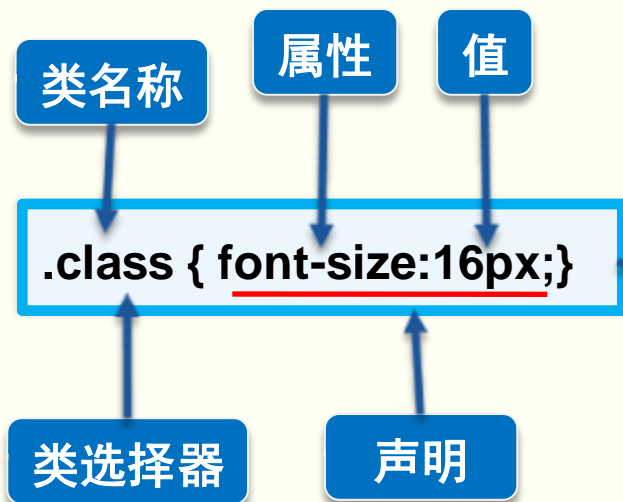 类名称
属性
值
.class { font-size:16px;}
类选择器
声明